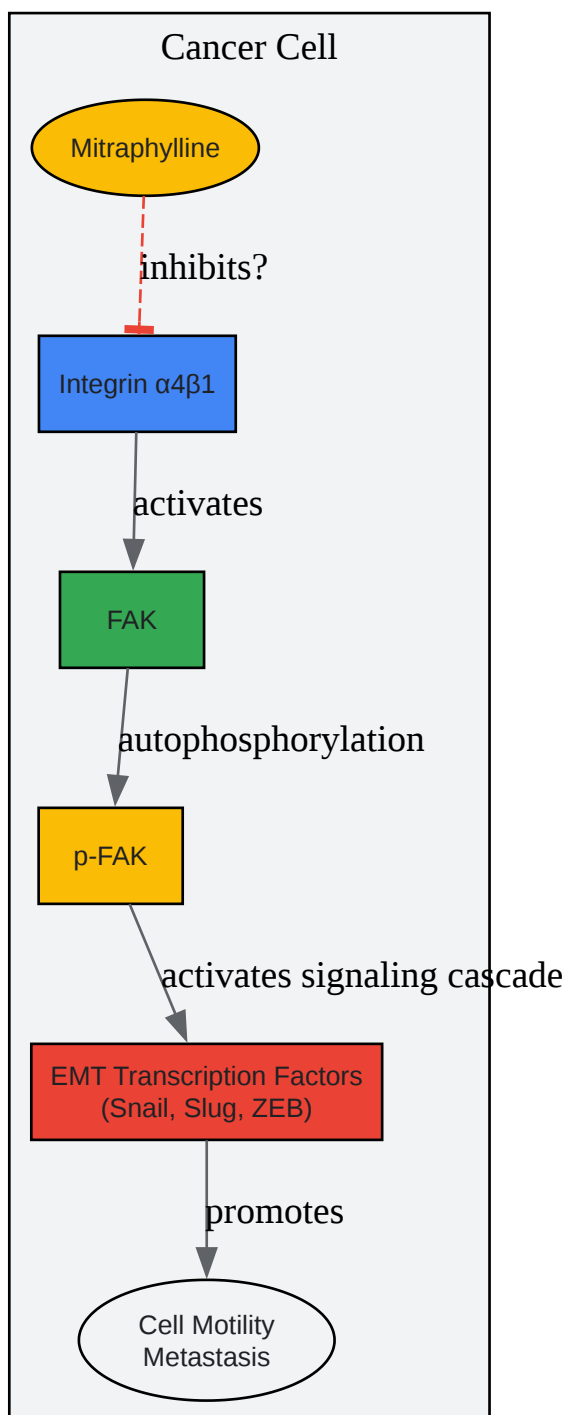 Cancer Cell
Mitraphylline
inhibits?
Integrin α4β1
activates
FAK
autophosphorylation
p-FAK
activates signaling cascade
EMT Transcription Factors
(Snail, Slug, ZEB)
promotes
Cell Motility
Metastasis